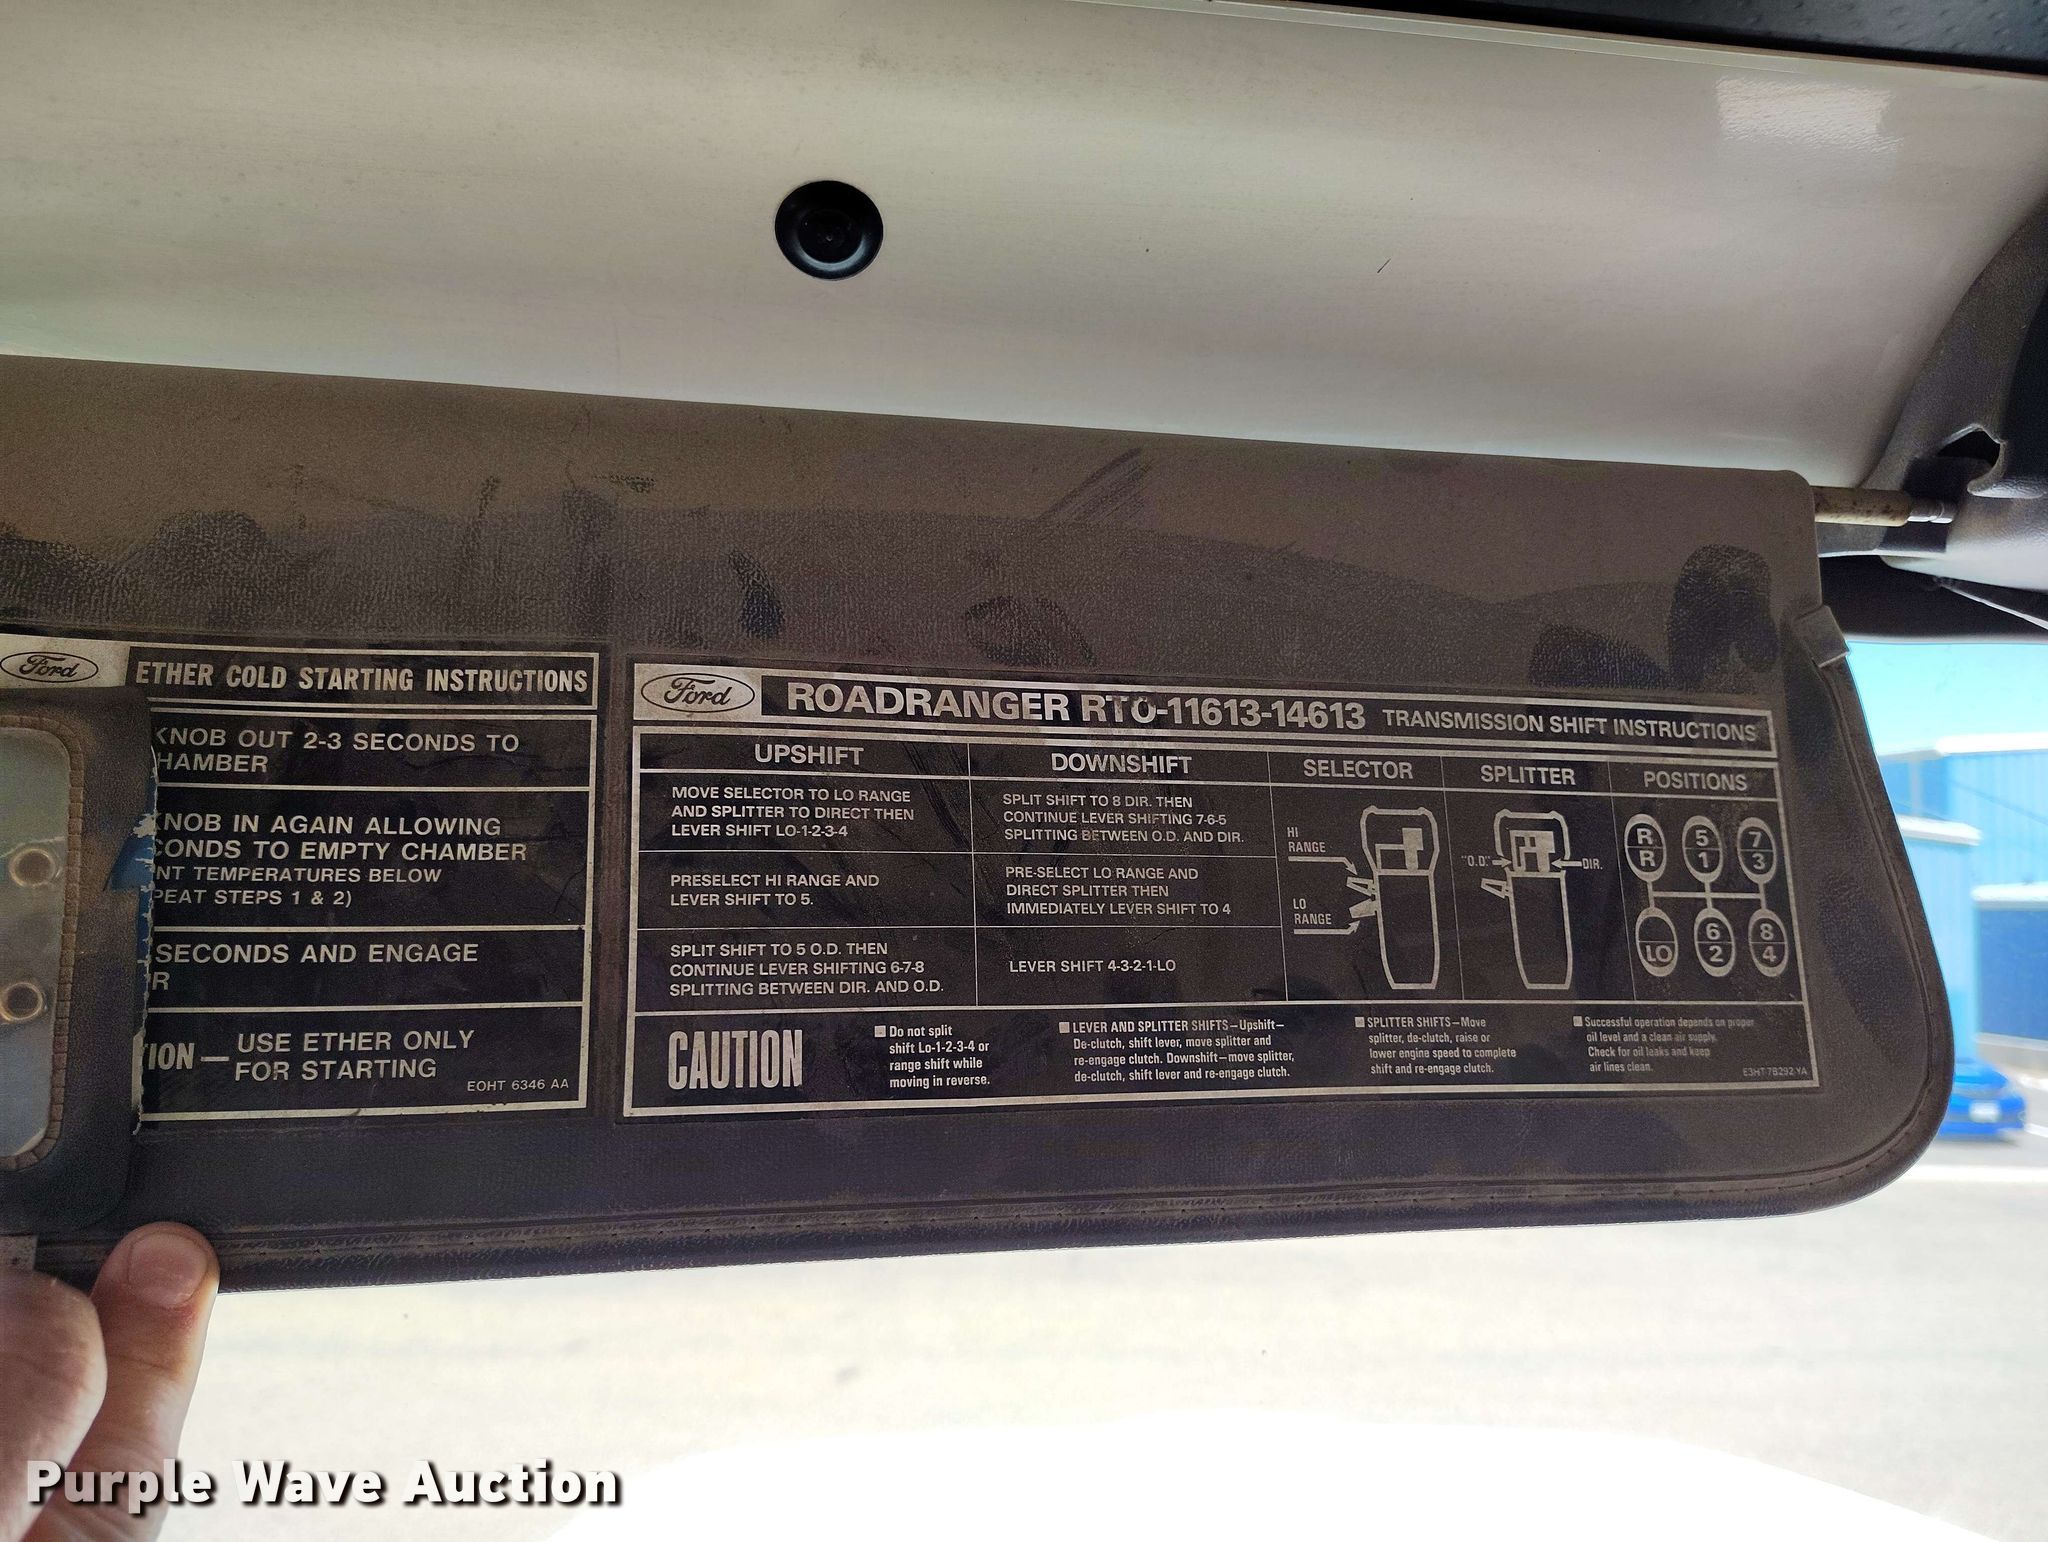 Ford
ETHER COLD STARTING INSTRUCTIONS
KNOB OUT 2-3 SECONDS TO
HAMBER
KNOB IN AGAIN ALLOWING
CONDS TO EMPTY CHAMBER
NT TEMPERATURES BELOW
PEAT STEPS 1 & 2)
SECONDS AND ENGAGE
R
ION — USE ETHER ONLY
FOR STARTING
EOHT 6346 AA
Ford
ROADRANGER RTO-11613-14613 TRANSMISSION SHIFT INSTRUCTIONS
UPSHIFT
MOVE SELECTOR TO LO RANGE
AND SPLITTER TO DIRECT THEN
LEVER SHIFT LO-1-2-3-4
PRESELECT HI RANGE AND
LEVER SHIFT TO 5.
SPLIT SHIFT TO 5 O.D. THEN
CONTINUE LEVER SHIFTING 6-7-8
SPLITTING BETWEEN DIR. AND O.D.
DOWNSHIFT
SPLIT SHIFT TO 8 DIR. THEN
CONTINUE LEVER SHIFTING 7-6-5
SPLITTING BETWEEN O.D. AND DIR.
PRE-SELECT LO RANGE AND
DIRECT SPLITTER THEN
IMMEDIATELY LEVER SHIFT TO 4
LEVER SHIFT 4-3-2-1-LO
SELECTOR
HI
RANGE
LO
RANGE
SPLITTER
"O.D."
DIR.
POSITIONS
R 5 7
R 1 3
6 8
LO 2 4
CAUTION
■ Do not split
shift Lo-1-2-3-4 or
range shift while
moving in reverse.
■ LEVER AND SPLITTER SHIFTS—Upshift—
De-clutch, shift lever, move splitter and
re-engage clutch. Downshift—move splitter,
de-clutch, shift lever and re-engage clutch.
■ SPLITTER SHIFTS—Move
splitter, de-clutch, raise or
lower engine speed to complete
shift and re-engage clutch.
■ Successful operation depends on proper
oil level and a clean air supply.
Check for oil leaks and keep
air lines clean.
E3HT-7B292-YA
Purple Wave Auction